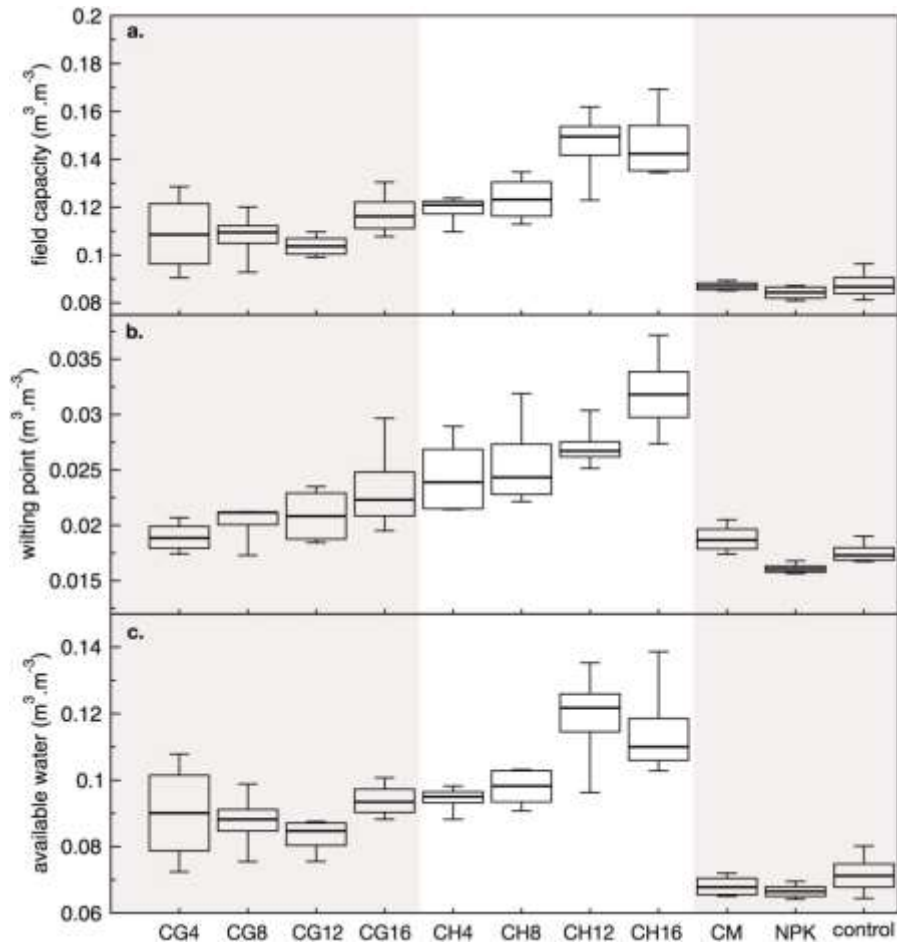 a.
field capacity (m³.m⁻³)
0.2
0.18
0.16
0.14
0.12
0.1
0.08
b.
wilting point (m³.m⁻³)
0.035
0.03
0.025
0.02
0.015
c.
available water (m³.m⁻³)
0.14
0.12
0.1
0.08
0.06
CG4 CG8 CG12 CG16 CH4 CH8 CH12 CH16 CM NPK control